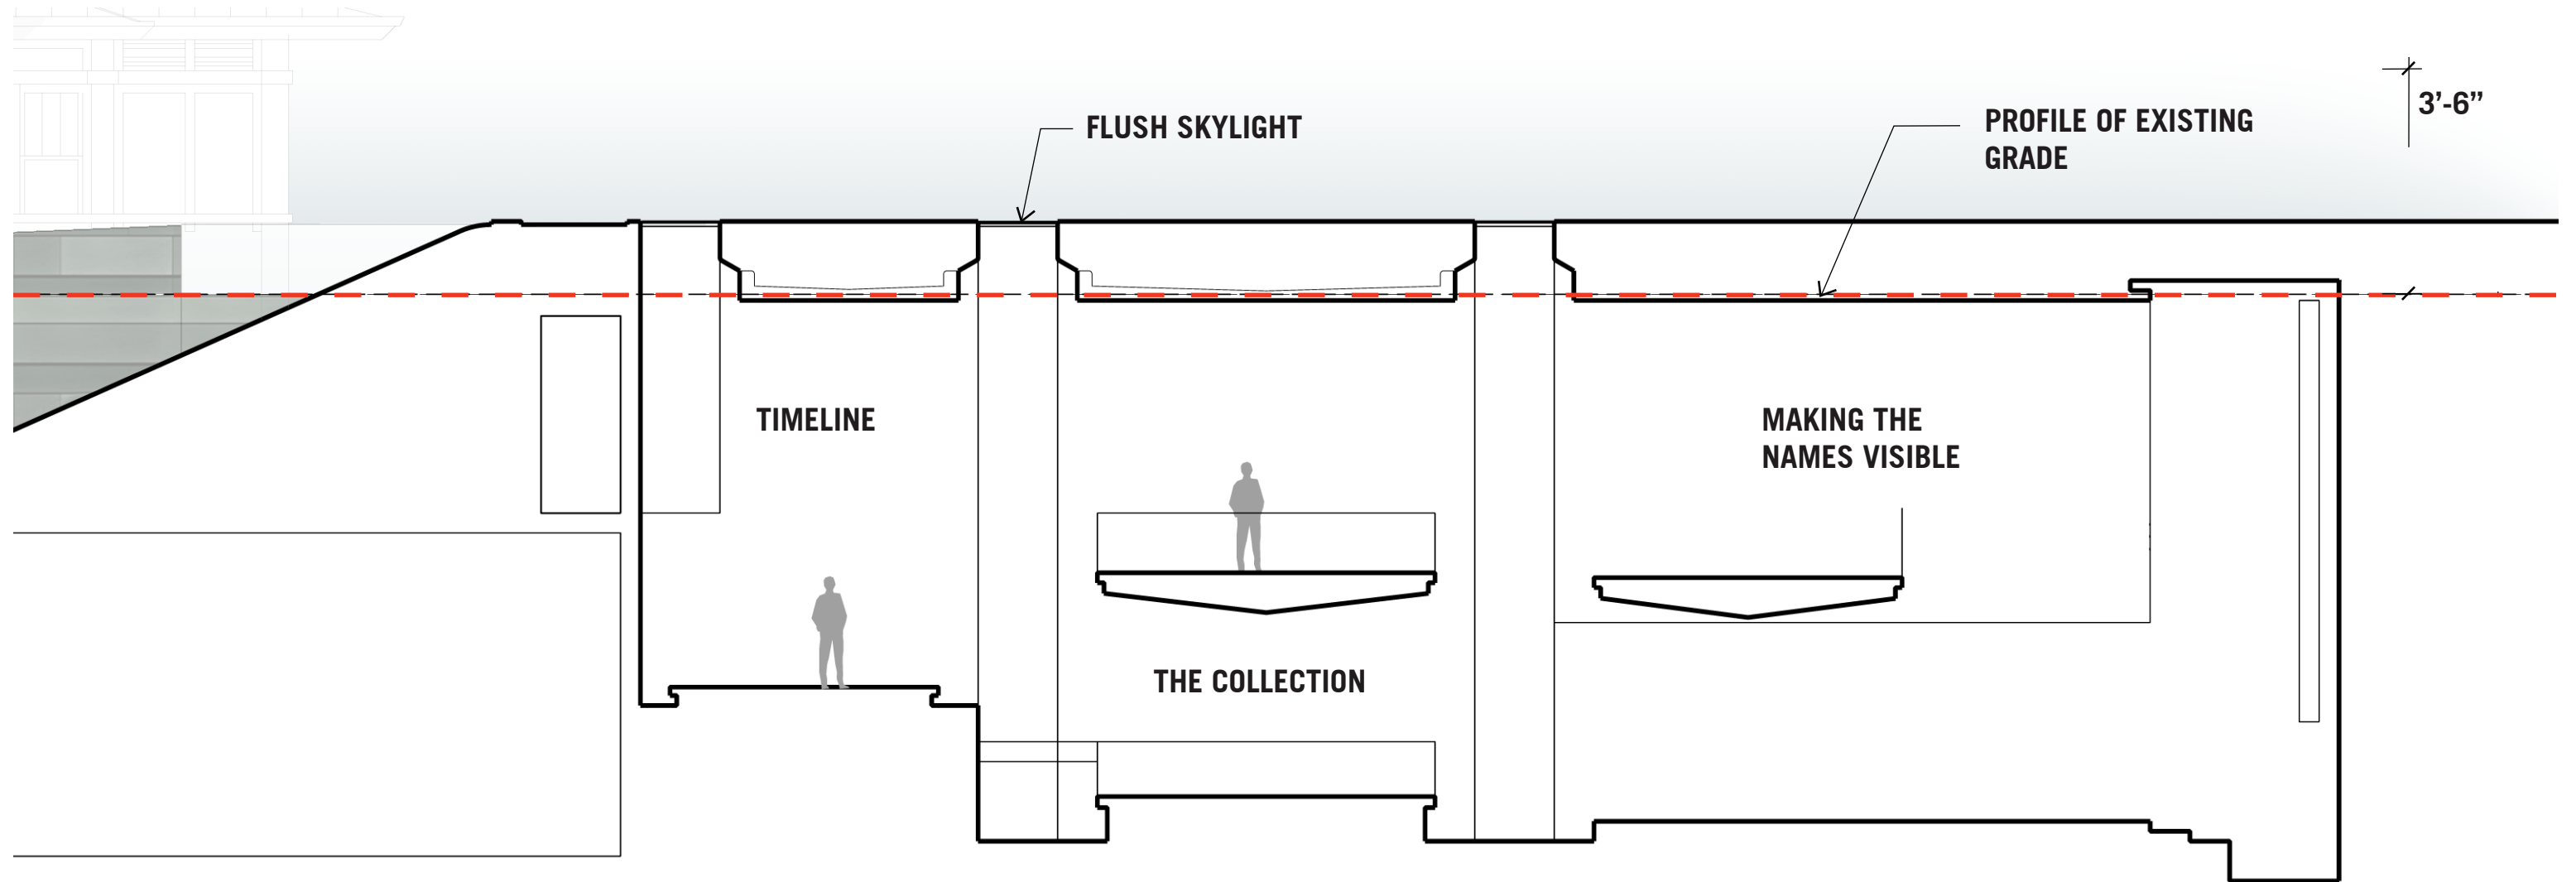 FLUSH SKYLIGHT
PROFILE OF EXISTING
GRADE
3’-6”
TIMELINE
MAKING THE
NAMES VISIBLE
THE COLLECTION